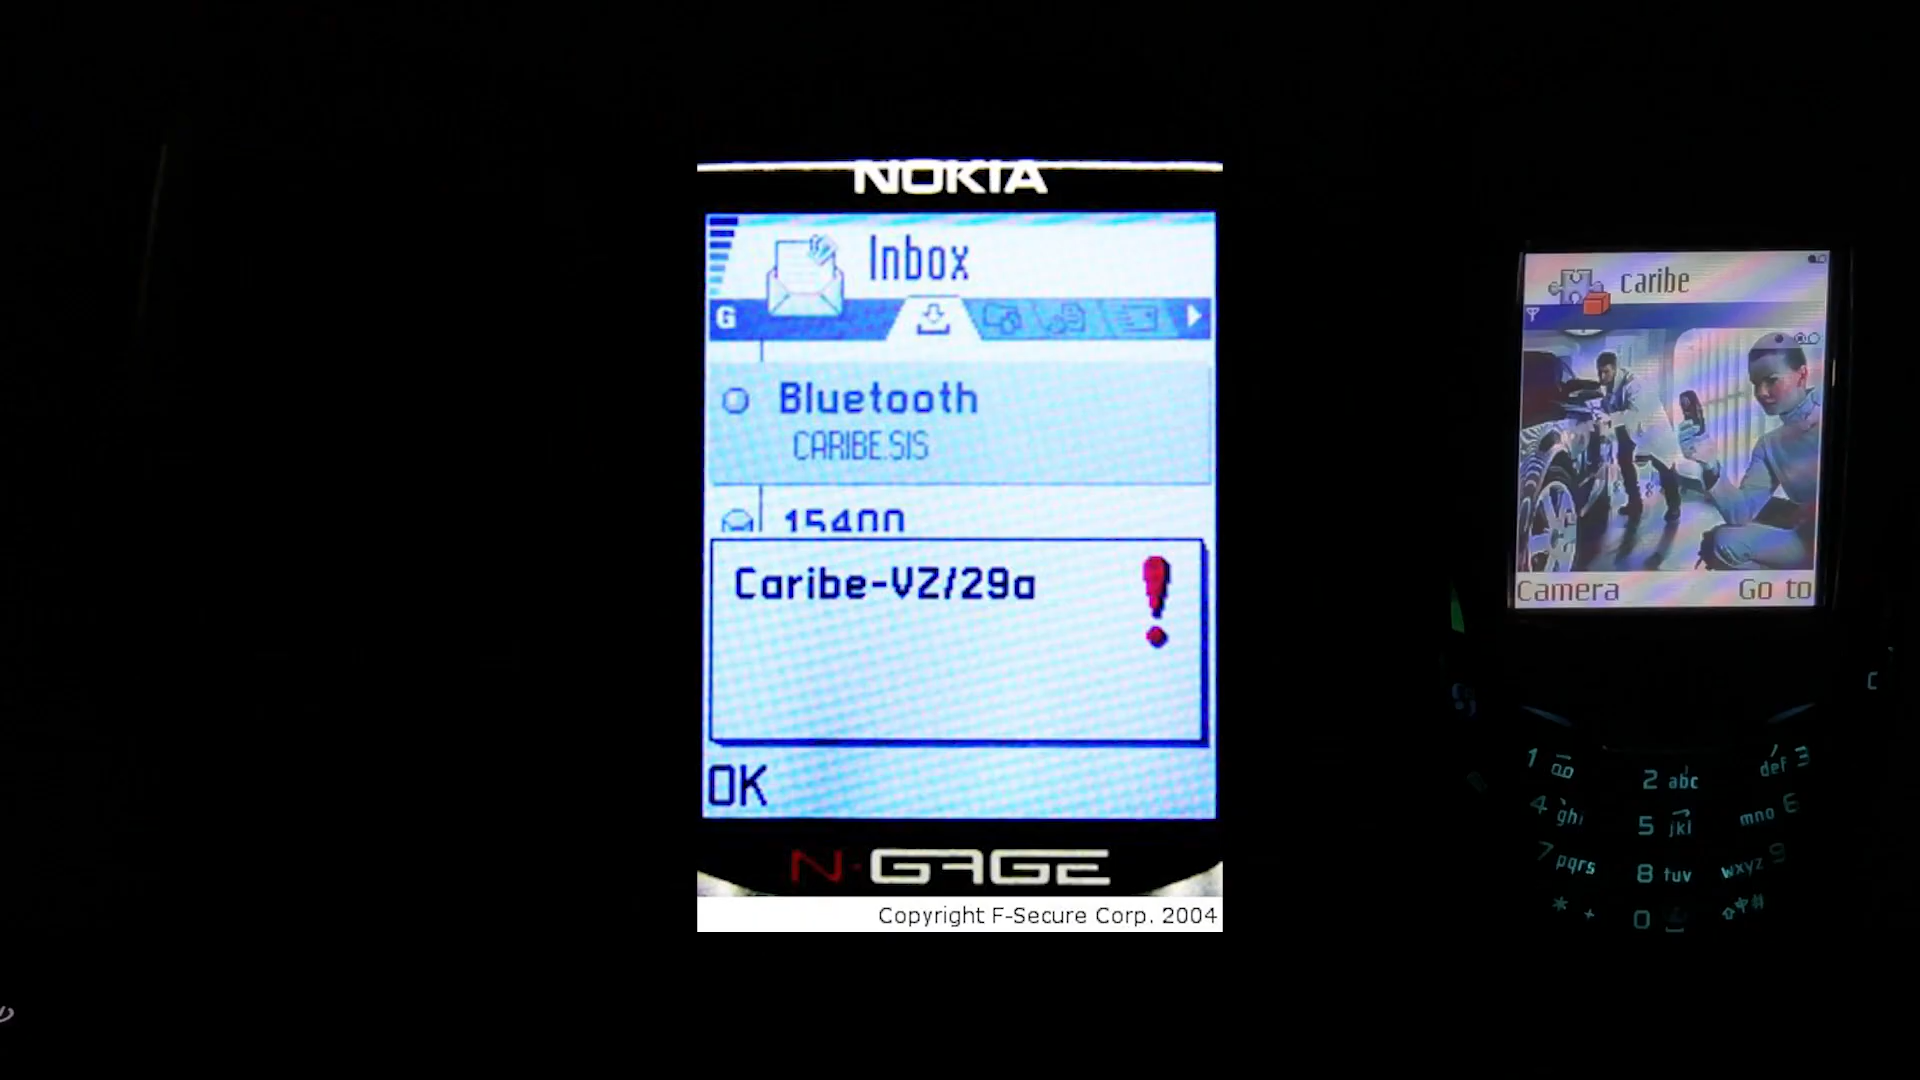 NOKIA
Inbox
G
Bluetooth
CARIBE.SIS
15400
Caribe-VZ/29a
OK
N-GAGE
Copyright F-Secure Corp. 2004
caribe
Camera
Go to
C
1
2 abc
def 3
4 ghi
5 jkl
mno 6
7 pqrs
8 tuv
wxyz 9
* +
0